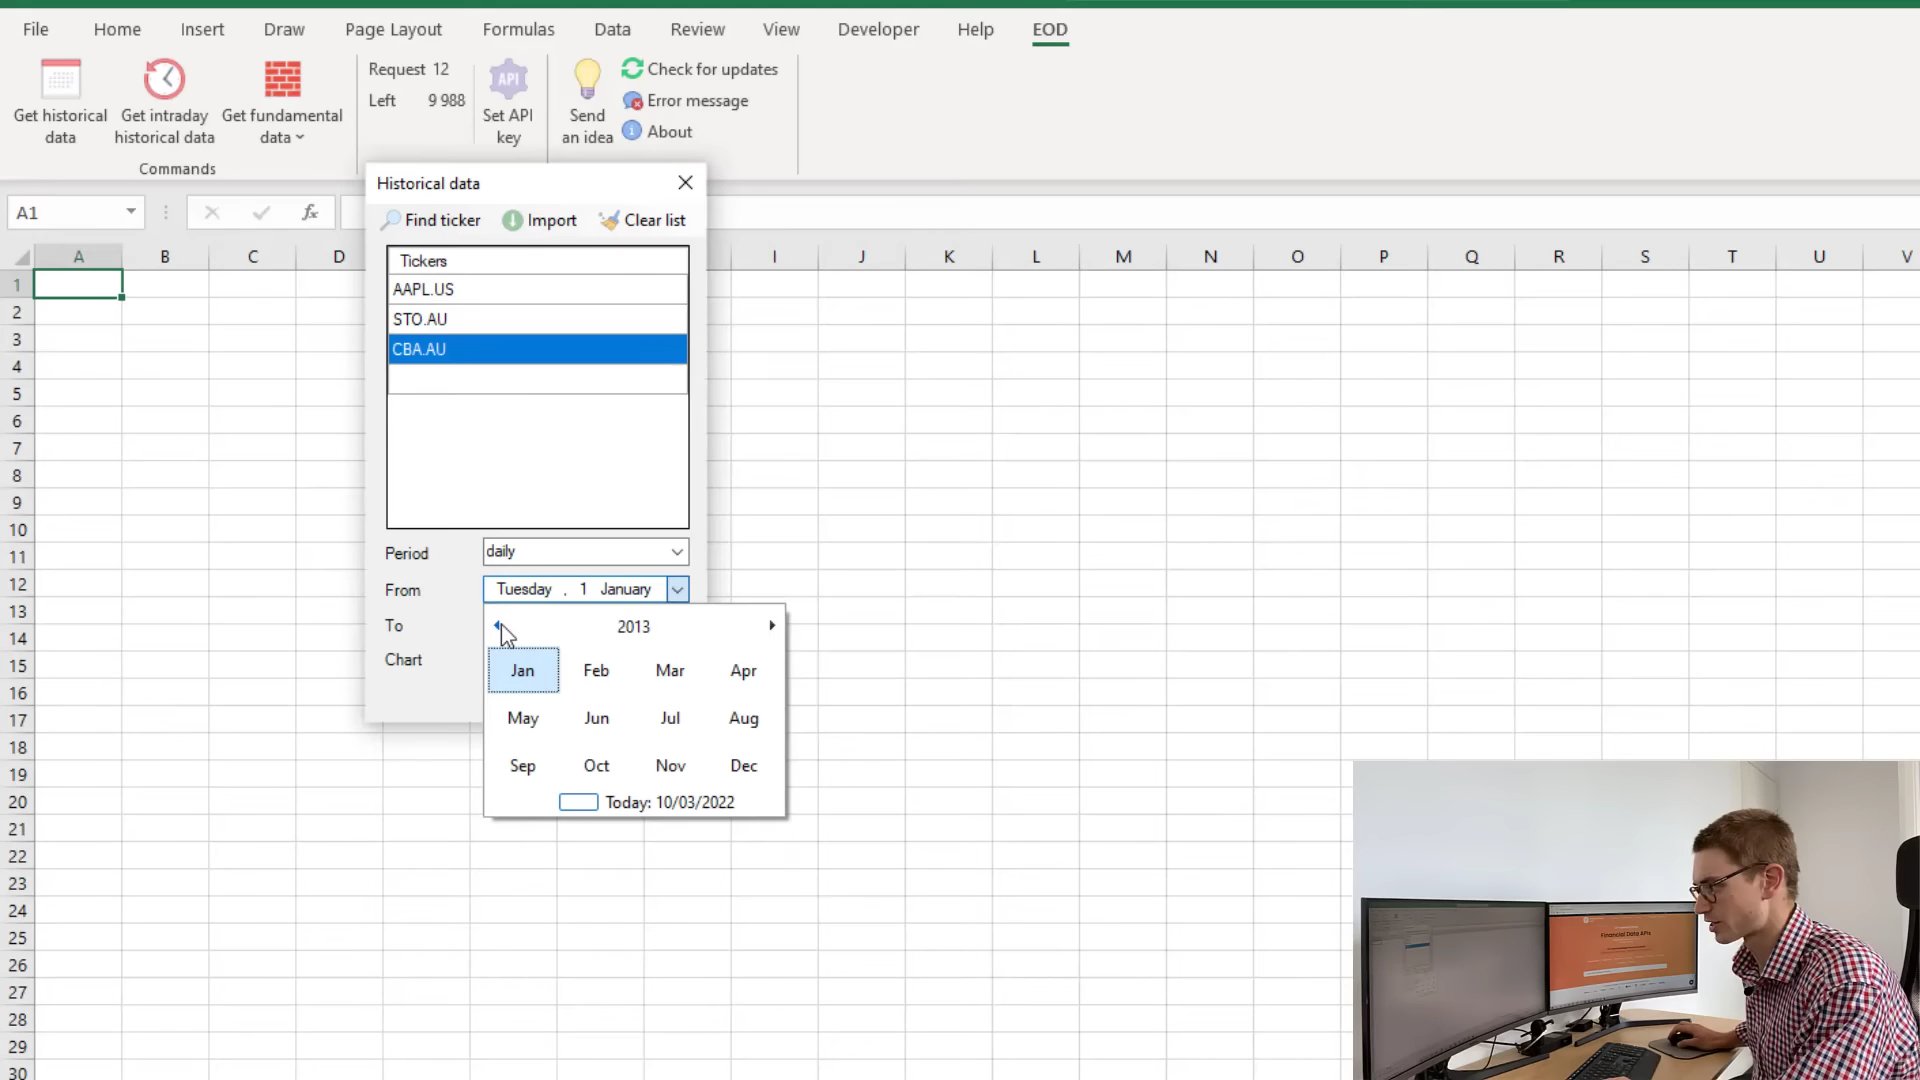 File Home Insert Draw Page Layout Formulas Data Review View Developer Help EOD
Get historical data
Get intraday historical data
Get fundamental data
Commands
Request 12
Left 9 988
API
Set API key
Send an idea
Check for updates
Error message
About
A1
fx
Historical data
Find ticker Import Clear list
A B C D I J K L M N O P Q R S T U V
Tickers
AAPL.US
STO.AU
CBA.AU
Period daily
From Tuesday , 1 January
To
Chart
2013
Jan Feb Mar Apr
May Jun Jul Aug
Sep Oct Nov Dec
Today: 10/03/2022
1
2
3
4
5
6
7
8
9
10
11
12
13
14
15
16
17
18
19
20
21
22
23
24
25
26
27
28
29
30
Financial Data APIs